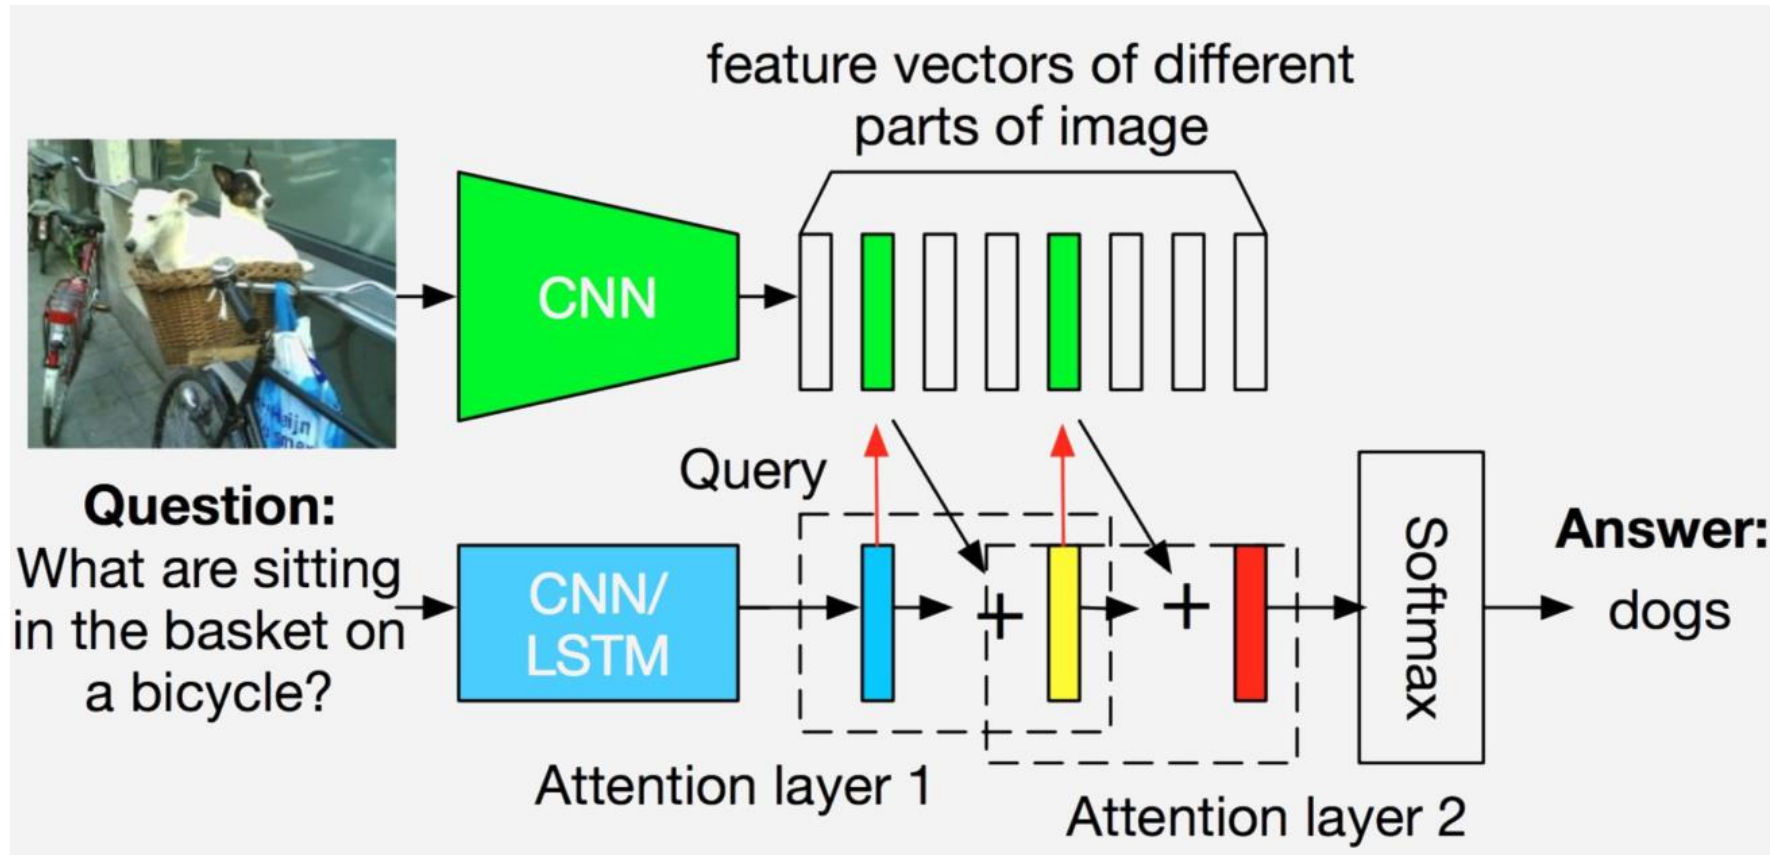 feature vectors of different
parts of image
CNN
Query
Question:
What are sitting
in the basket on
a bicycle?
CNN/
LSTM
+
+
Softmax
Answer:
dogs
Attention layer 1
Attention layer 2